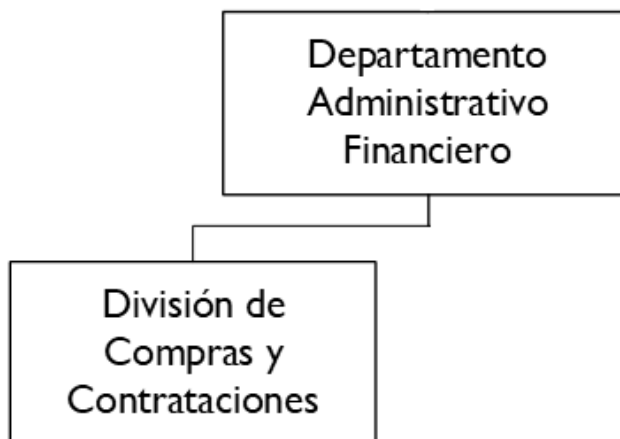 Departamento
Administrativo
Financiero
División de
Compras y
Contrataciones